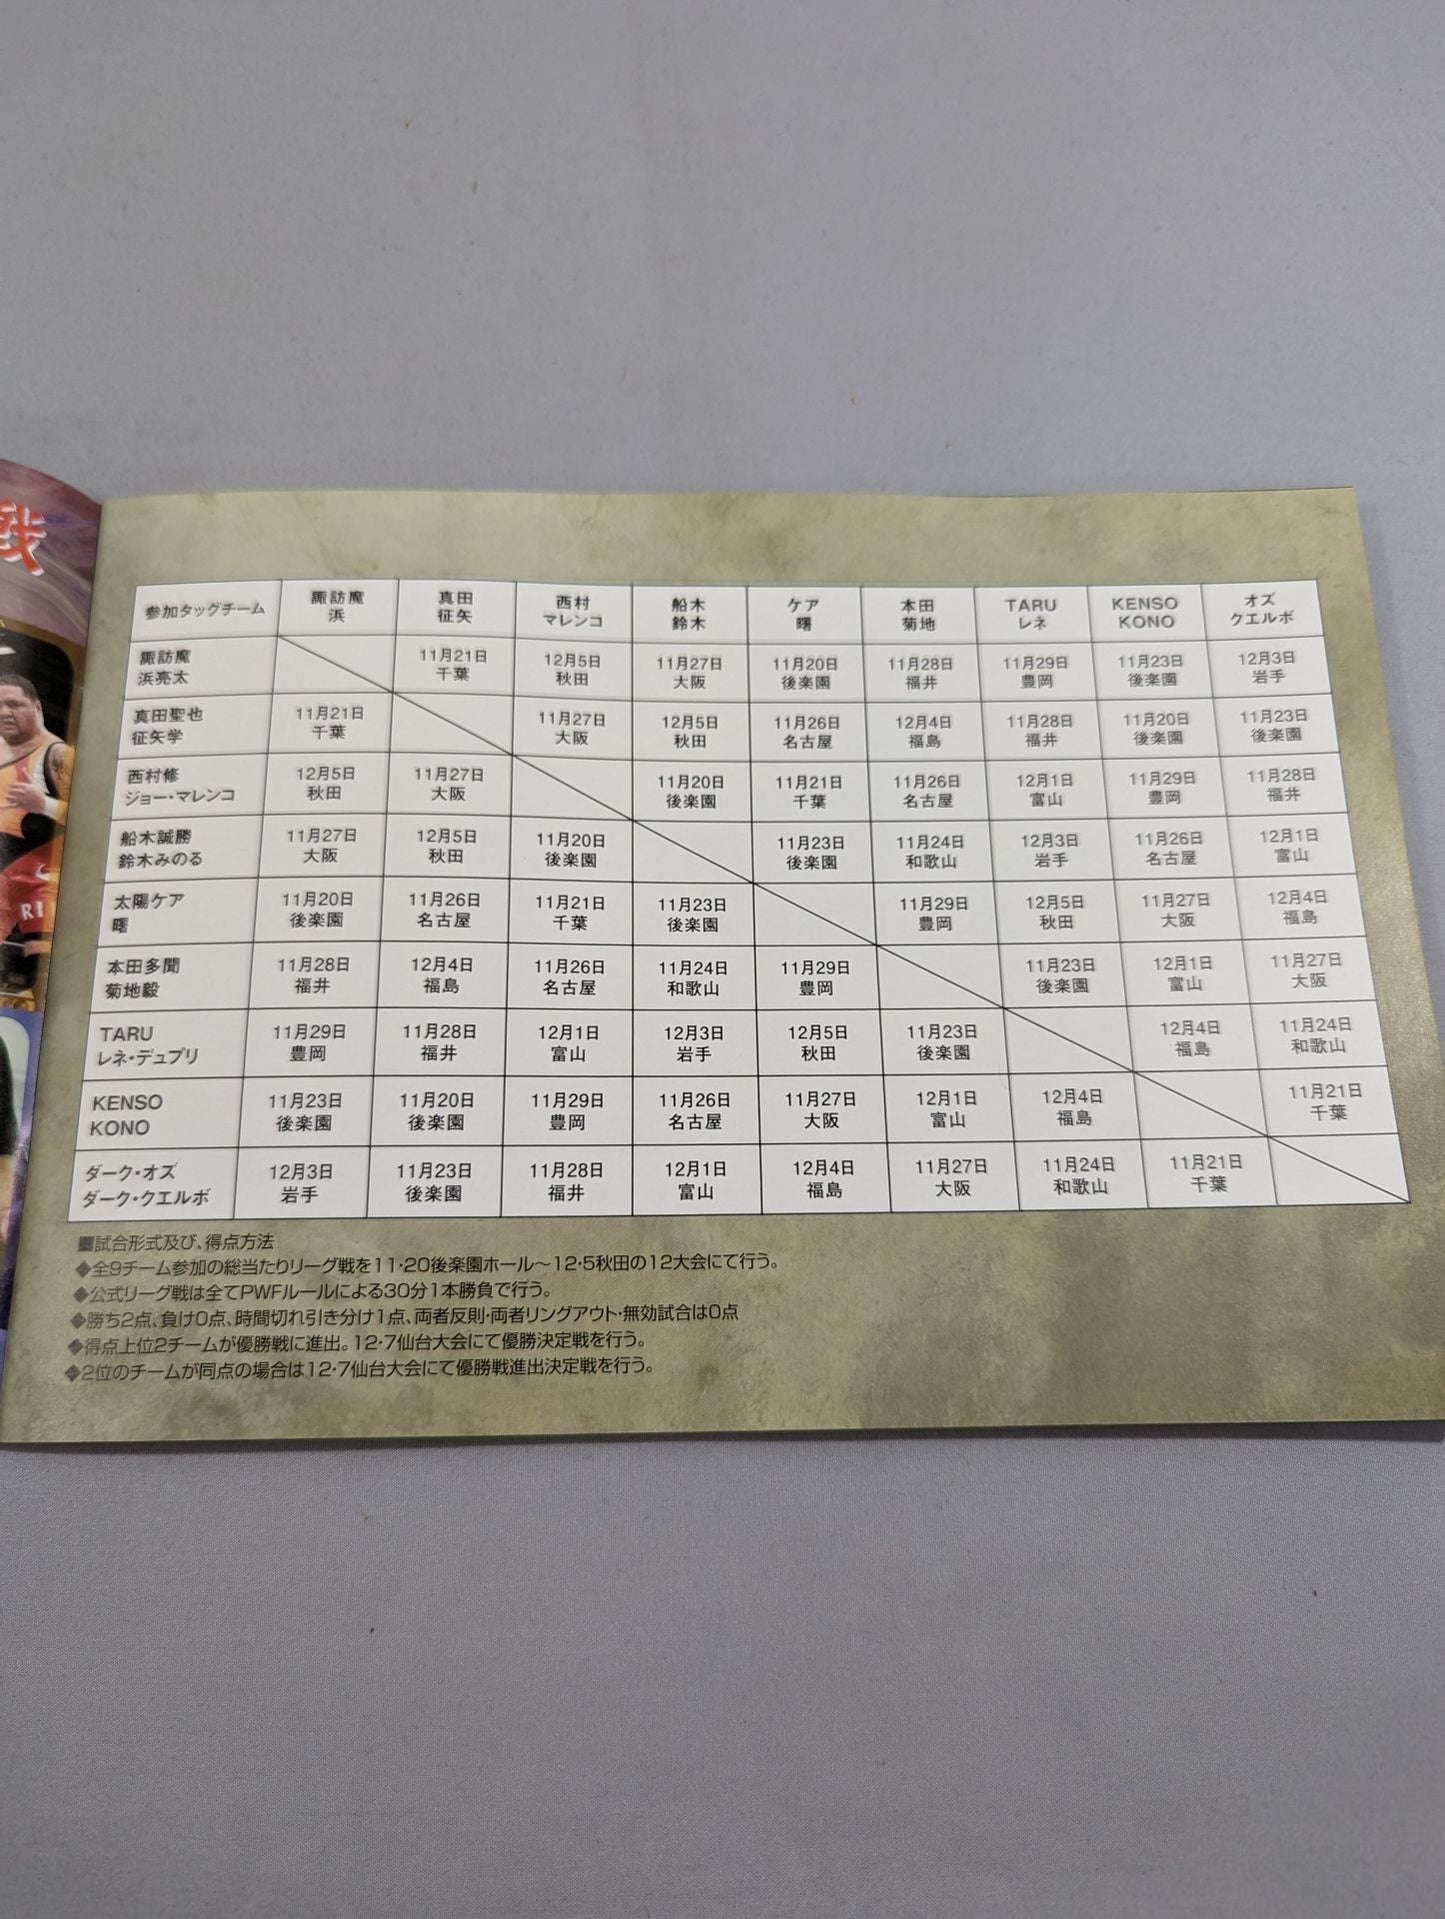 戦
RI
参加タッグチーム 諏訪魔 真田 西村 船木 ケア 本田 TARU KENSO オズ
浜 征矢 マレンコ 鈴木 曙 菊地 レネ KONO クエルボ
諏訪魔 11月21日 12月5日 11月27日 11月20日 11月28日 11月29日 11月23日 12月3日
浜亮太 千葉 秋田 大阪 後楽園 福井 豊岡 後楽園 岩手
真田聖也 11月21日 11月27日 12月5日 11月26日 12月4日 11月28日 11月20日 11月23日
征矢学 千葉 大阪 秋田 名古屋 福島 福井 後楽園 後楽園
西村修 12月5日 11月27日 11月20日 11月21日 11月26日 12月1日 11月29日 11月28日
ジョー・マレンコ 秋田 大阪 後楽園 千葉 名古屋 富山 豊岡 福井
船木誠勝 11月27日 12月5日 11月20日 11月23日 11月24日 12月3日 11月26日 12月1日
鈴木みのる 大阪 秋田 後楽園 後楽園 和歌山 岩手 名古屋 富山
太陽ケア 11月20日 11月26日 11月21日 11月23日 11月29日 12月5日 11月27日 12月4日
曙 後楽園 名古屋 千葉 後楽園 豊岡 秋田 大阪 福島
本田多聞 11月28日 12月4日 11月26日 11月24日 11月29日 11月23日 12月1日 11月27日
菊地毅 福井 福島 名古屋 和歌山 豊岡 後楽園 富山 大阪
TARU 11月29日 11月28日 12月1日 12月3日 12月5日 11月23日 12月4日 11月24日
レネ・デュプリ 豊岡 福井 富山 岩手 秋田 後楽園 福島 和歌山
KENSO 11月23日 11月20日 11月29日 11月26日 11月27日 12月1日 12月4日 11月21日
KONO 後楽園 後楽園 豊岡 名古屋 大阪 富山 福島 千葉
ダーク・オズ 12月3日 11月23日 11月28日 12月1日 12月4日 11月27日 11月24日 11月21日
ダーク・クエルボ 岩手 後楽園 福井 富山 福島 大阪 和歌山 千葉
■試合形式及び、得点方法
◆全9チーム参加の総当たりリーグ戦を11・20後楽園ホール～12・5秋田の12大会にて行う。
◆公式リーグ戦は全てPWFルールによる30分1本勝負で行う。
◆勝ち2点、負け0点、時間切れ引き分け1点、両者反則・両者リングアウト・無効試合は0点
◆得点上位2チームが優勝戦に進出。12・7仙台大会にて優勝決定戦を行う。
◆2位のチームが同点の場合は12・7仙台大会にて優勝戦進出決定戦を行う。